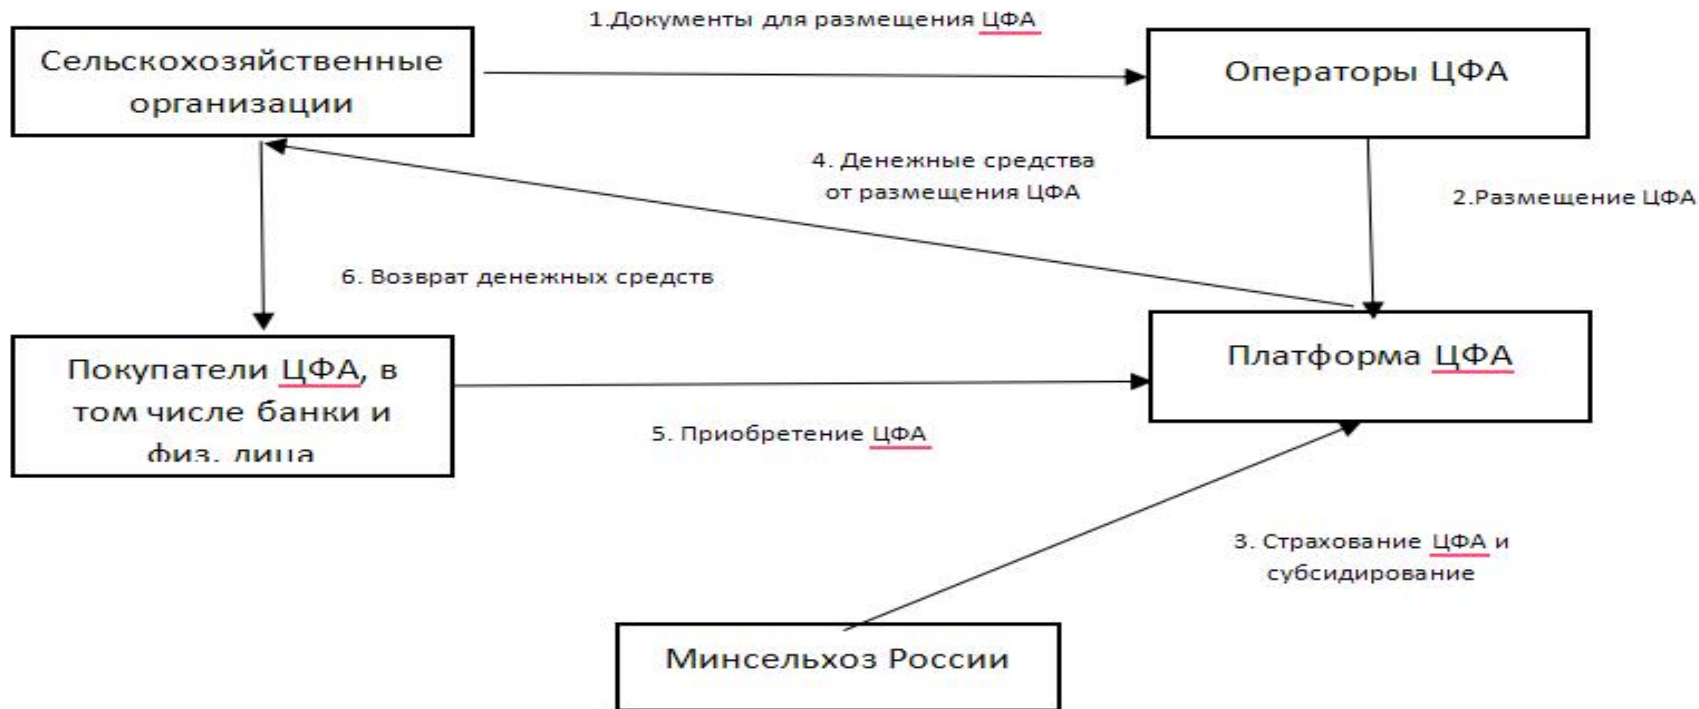 1.Документы для размещения ЦФА
Сельскохозяйственные
организации
Операторы ЦФА
4. Денежные средства
от размещения ЦФА
2.Размещение ЦФА
6. Возврат денежных средств
Покупатели ЦФА, в
том числе банки и
физ. лица
Платформа ЦФА
5. Приобретение ЦФА
3. Страхование ЦФА и
субсидирование
Минсельхоз России